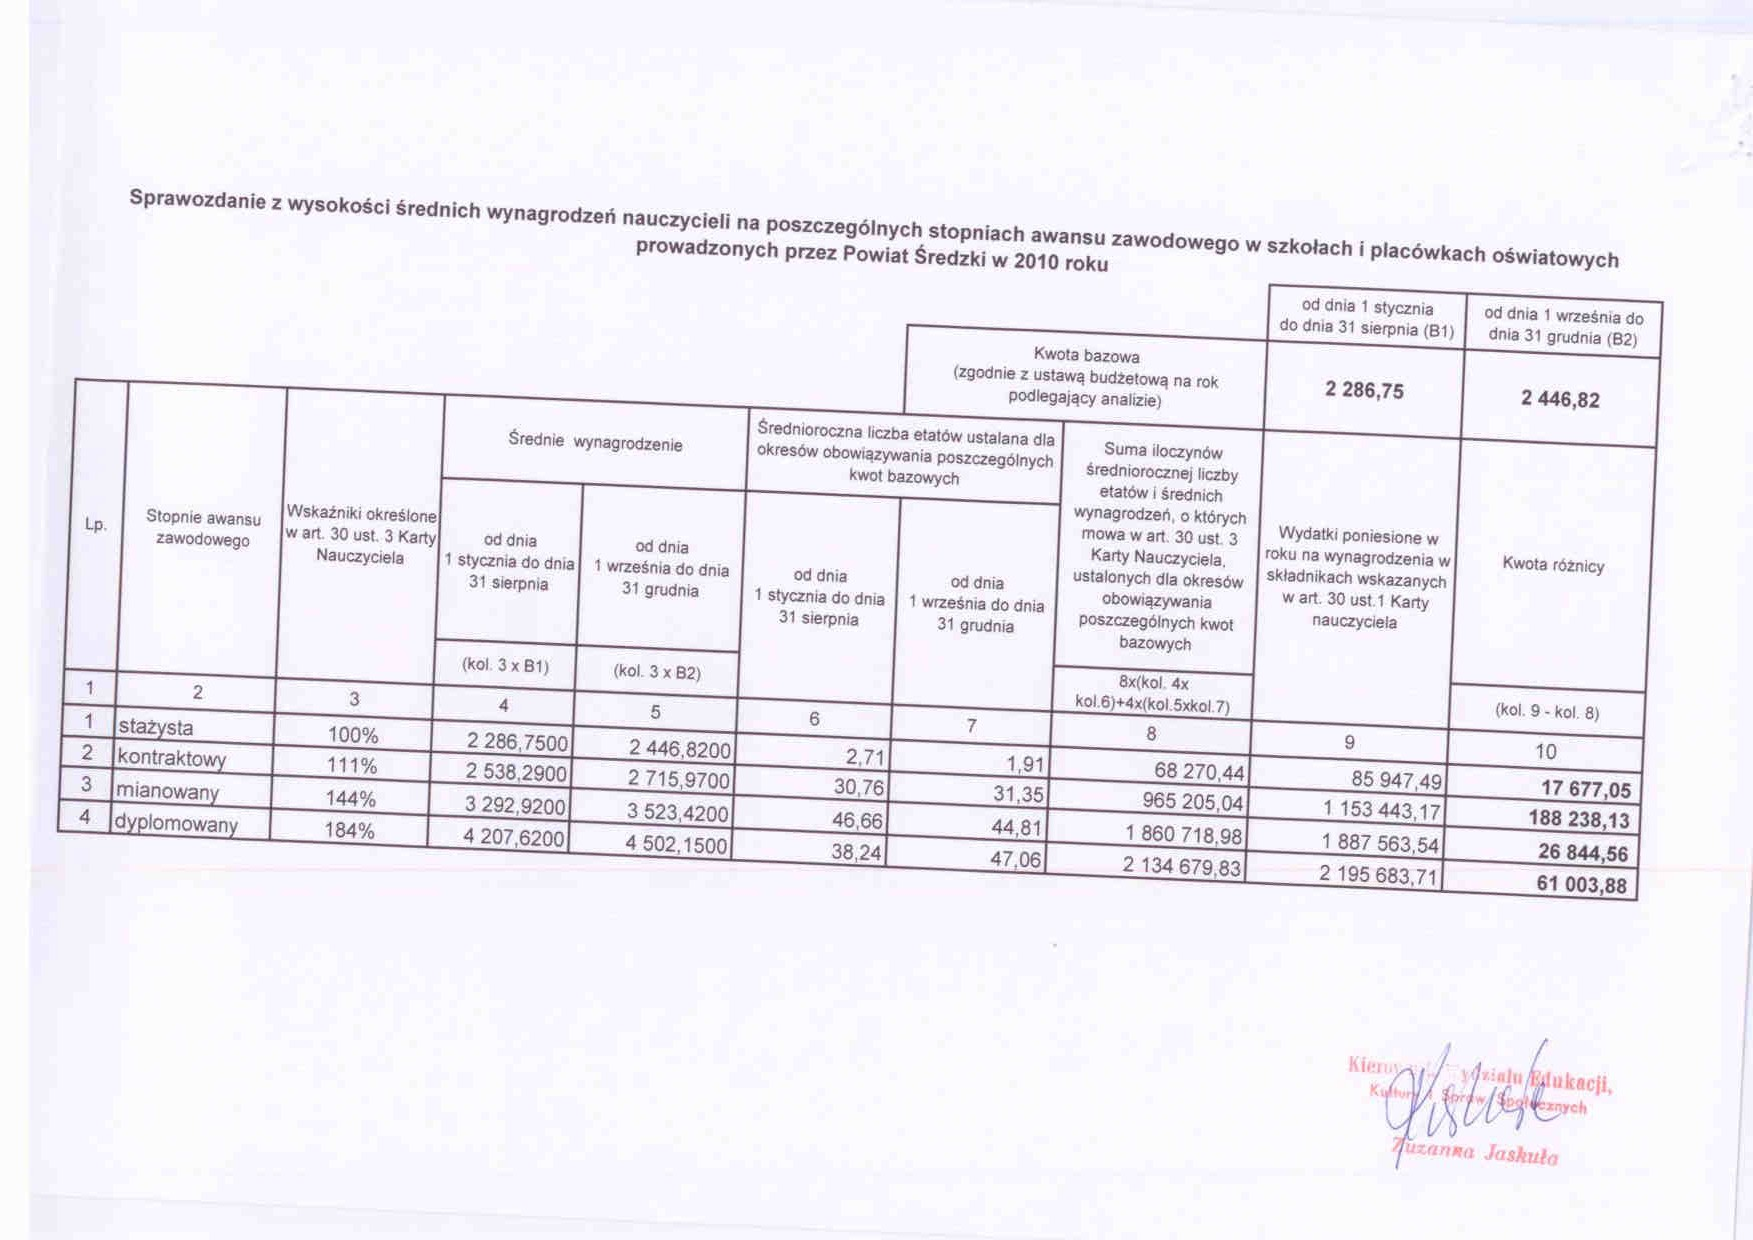 Sprawozdanie z wysokości średnich wynagrodzeń nauczycieli na poszczególnych stopniach awansu zawodowego w szkołach i placówkach oświatowych
prowadzonych przez Powiat Średzki w 2010 roku
od dnia 1 stycznia
do dnia 31 sierpnia (B1)
od dnia 1 września do
dnia 31 grudnia (B2)
Kwota bazowa
(zgodnie z ustawą budżetową na rok
podlegający analizie)
2 286,75
2 446,82
Lp.
Stopnie awansu
zawodowego
Wskaźniki określone
w art. 30 ust. 3 Karty
Nauczyciela
Średnie wynagrodzenie
od dnia
1 stycznia do dnia
31 sierpnia
(kol. 3 x B1)
od dnia
1 września do dnia
31 grudnia
(kol. 3 x B2)
Średnioroczna liczba etatów ustalana dla
okresów obowiązywania poszczególnych
kwot bazowych
od dnia
1 stycznia do dnia
31 sierpnia
od dnia
1 września do dnia
31 grudnia
Suma iloczynów
średniorocznej liczby
etatów i średnich
wynagrodzeń, o których
mowa w art. 30 ust. 3
Karty Nauczyciela,
ustalonych dla okresów
obowiązywania
poszczególnych kwot
bazowych
8x(kol. 4x
kol.6)+4x(kol.5xkol.7)
Wydatki poniesione w
roku na wynagrodzenia w
składnikach wskazanych
w art. 30 ust.1 Karty
nauczyciela
Kwota różnicy
(kol. 9 - kol. 8)
1 2 3 4 5 6 7 8 9 10
1 stażysta 100% 2 286,7500 2 446,8200 2,71 1,91 68 270,44 85 947,49 17 677,05
2 kontraktowy 111% 2 538,2900 2 715,9700 30,76 31,35 965 205,04 1 153 443,17 188 238,13
3 mianowany 144% 3 292,9200 3 523,4200 46,66 44,81 1 860 718,98 1 887 563,54 26 844,56
4 dyplomowany 184% 4 207,6200 4 502,1500 38,24 47,06 2 134 679,83 2 195 683,71 61 003,88
Edukacji,
Zuzanna Jaskuła